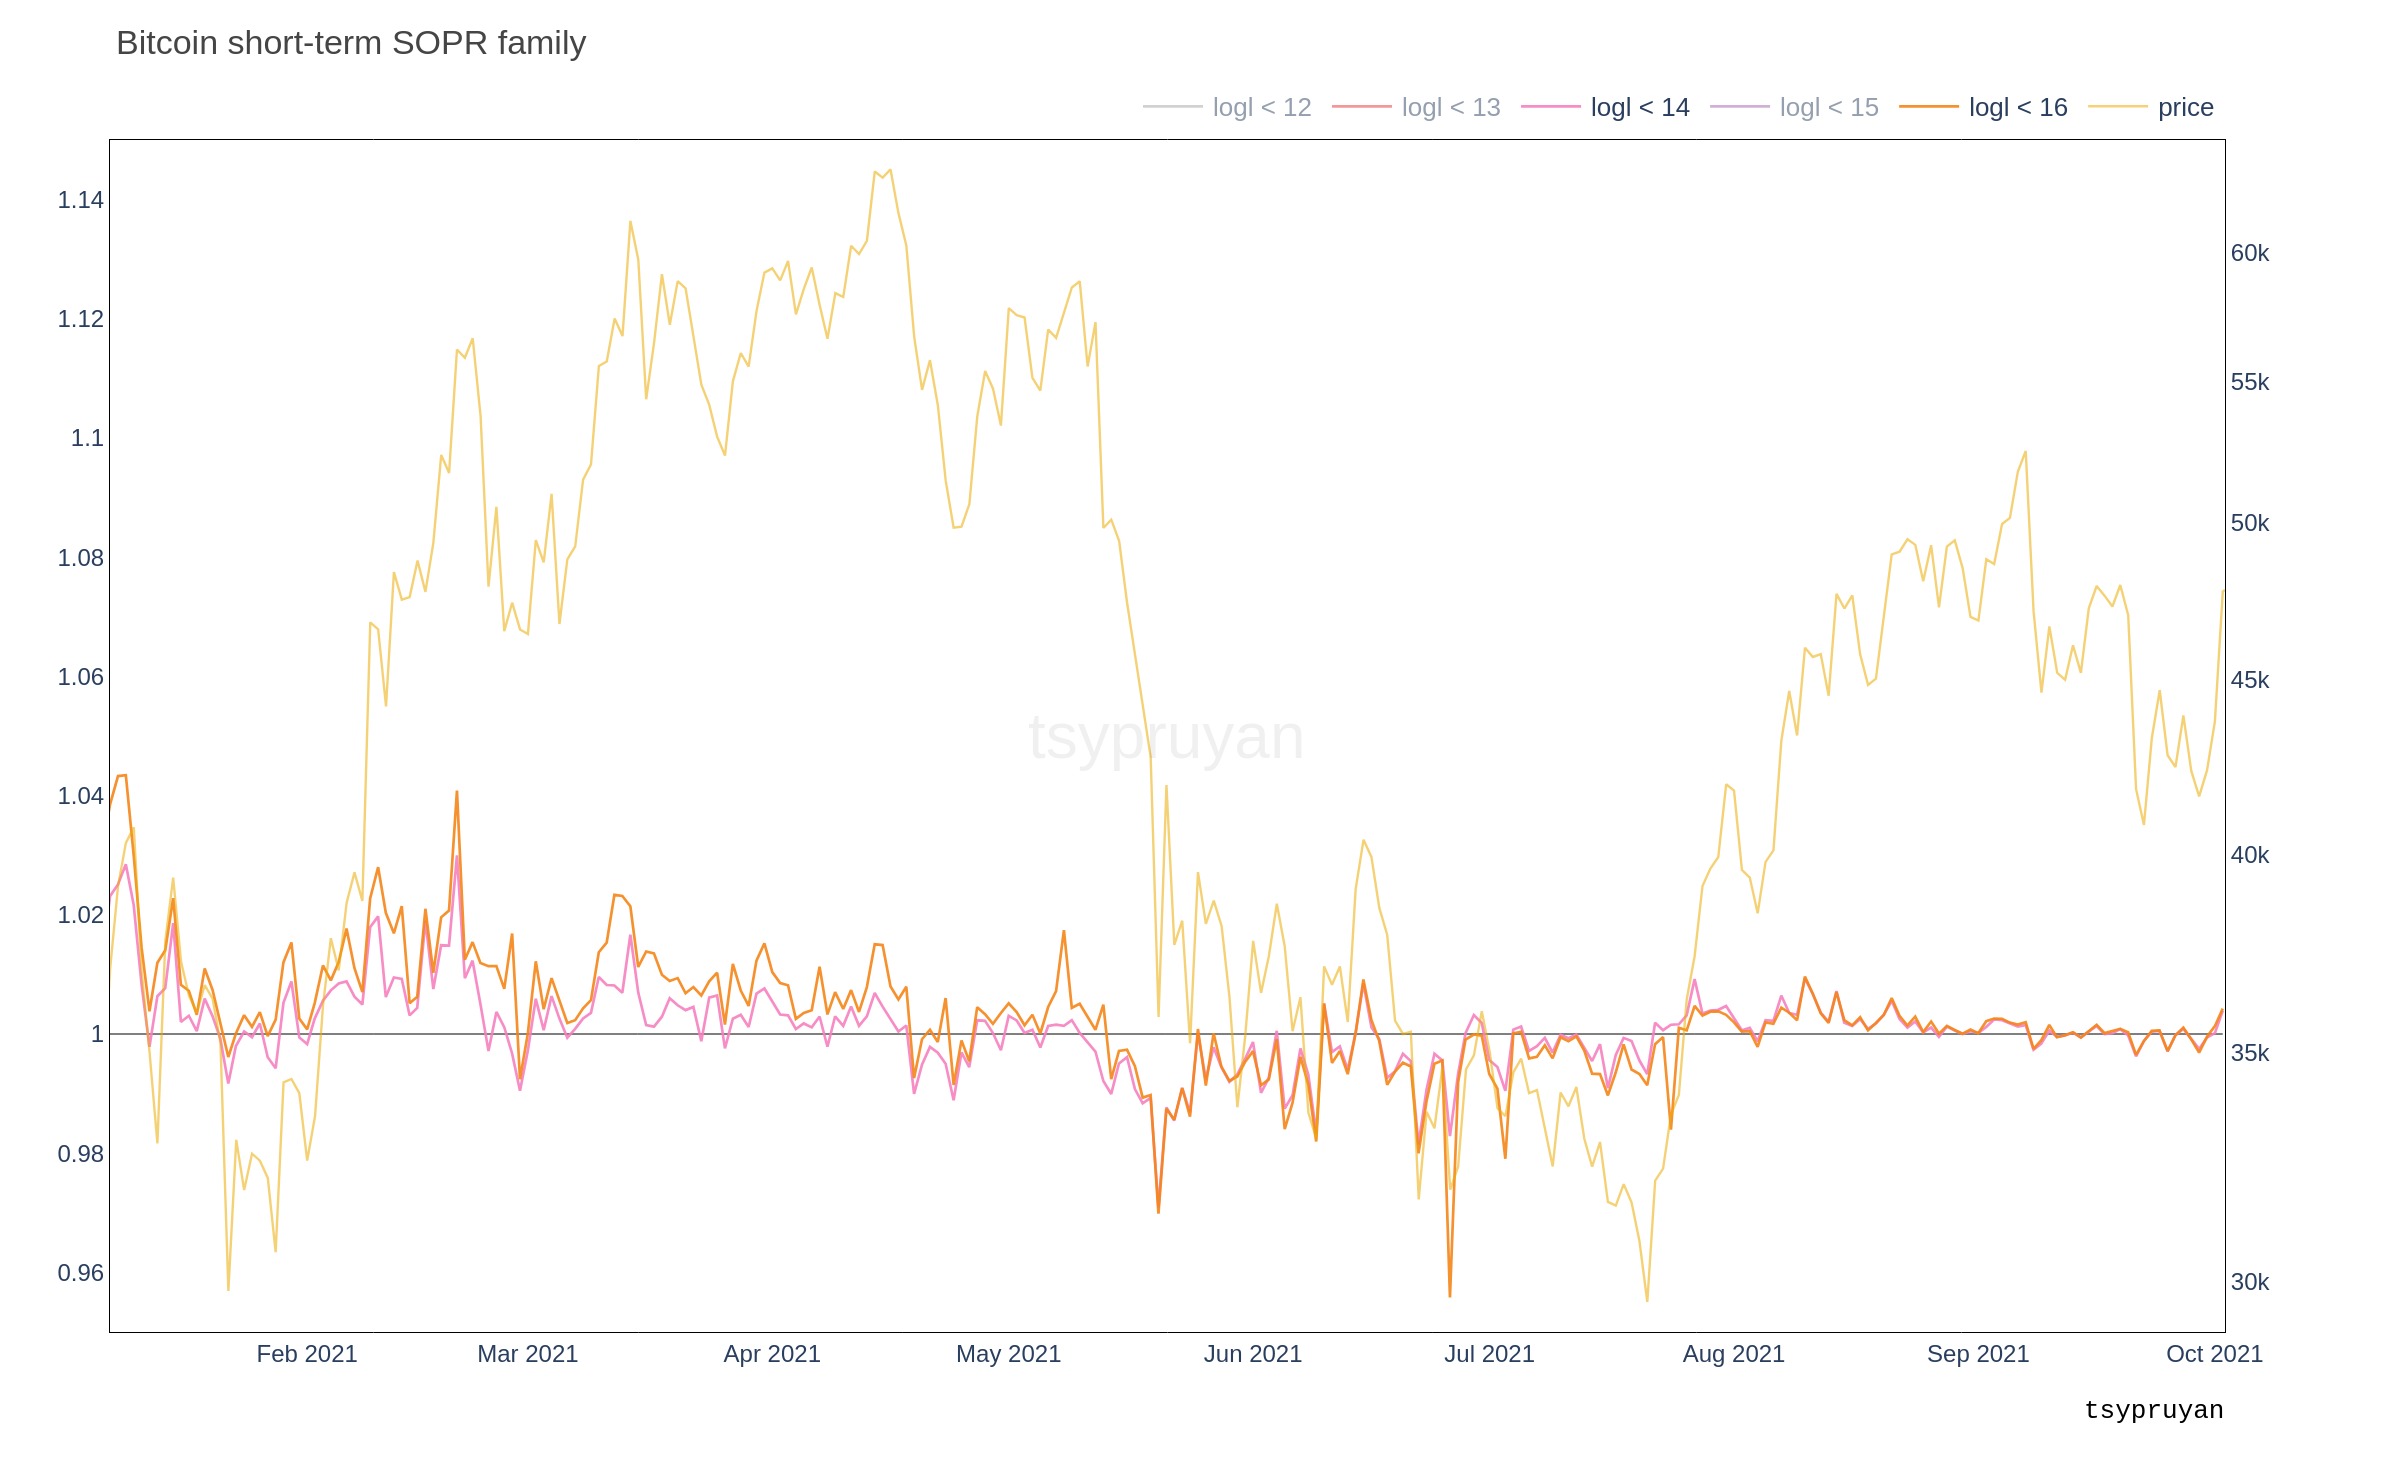 Bitcoin short-term SOPR family
logl < 12 logl < 13 logl < 14 logl < 15 logl < 16 price
1.14
60k
1.12
55k
1.1
50k
1.08
1.06
45k
tsypruyan
1.04
40k
1.02
1
35k
0.98
0.96
30k
Feb 2021 Mar 2021 Apr 2021 May 2021 Jun 2021 Jul 2021 Aug 2021 Sep 2021 Oct 2021
tsypruyan